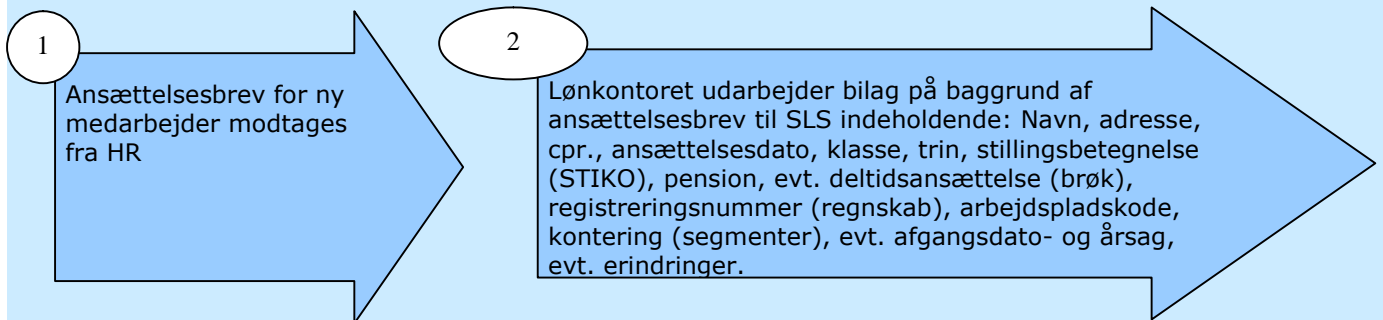 1
Ansættelsesbrev for ny
medarbejder modtages
fra HR
2
Lønkontoret udarbejder bilag på baggrund af
ansættelsesbrev til SLS indeholdende: Navn, adresse,
cpr., ansættelsesdato, klasse, trin, stillingsbetegnelse
(STIKO), pension, evt. deltidsansættelse (brøk),
registreringsnummer (regnskab), arbejdspladskode,
kontering (segmenter), evt. afgangsdato- og årsag,
evt. erindringer.